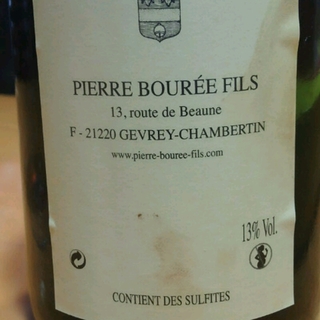 PIERRE BOURÉE FILS
13, route de Beaune
F - 21220 GEVREY-CHAMBERTIN
www.pierre-bouree-fils.com
13% Vol.
CONTIENT DES SULFITES